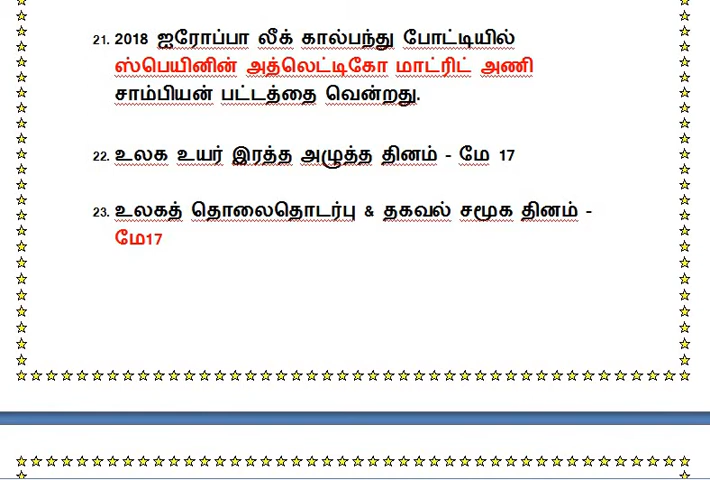 21. 2018 ஐரோப்பா லீக் கால்பந்து போட்டியில்
ஸ்பெயினின் அத்லெட்டிகோ மாட்ரிட் அணி
சாம்பியன் பட்டத்தை வென்றது.
22. உலக உயர் இரத்த அழுத்த தினம் - மே 17
23. உலகத் தொலைதொடர்பு & தகவல் சமூக தினம் -
மே17